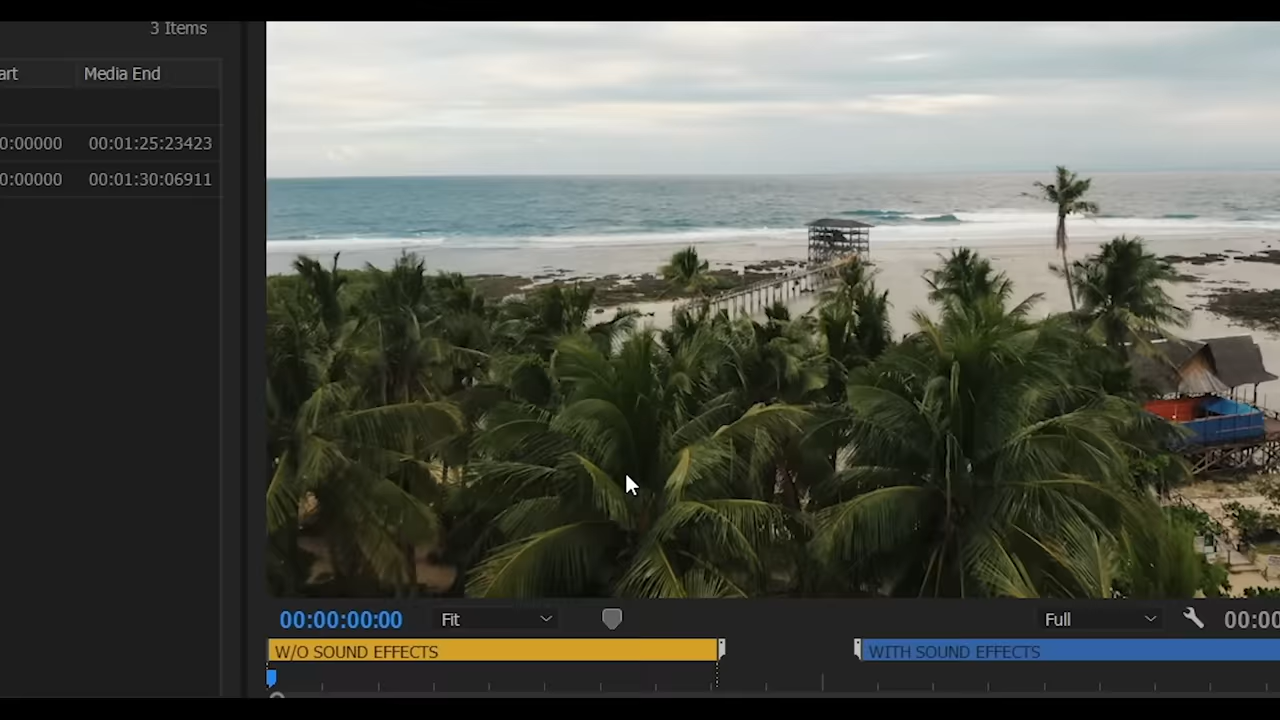 3 Items
art Media End
0:00000 00:01:25:23423
0:00000 00:01:30:06911
00:00:00:00 Fit Full 00:00
W/O SOUND EFFECTS WITH SOUND EFFECTS